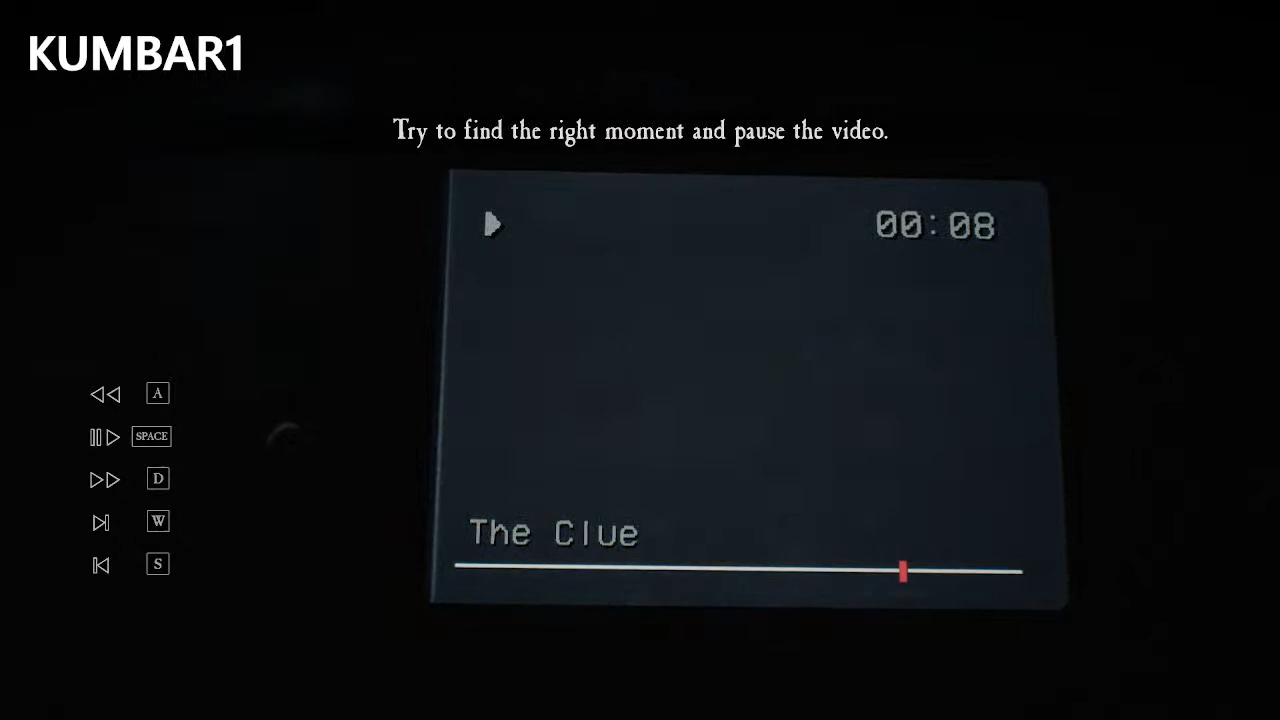 KUMBAR1
Try to find the right moment and pause the video.
00:08
A
SPACE
D
W
S
The Clue